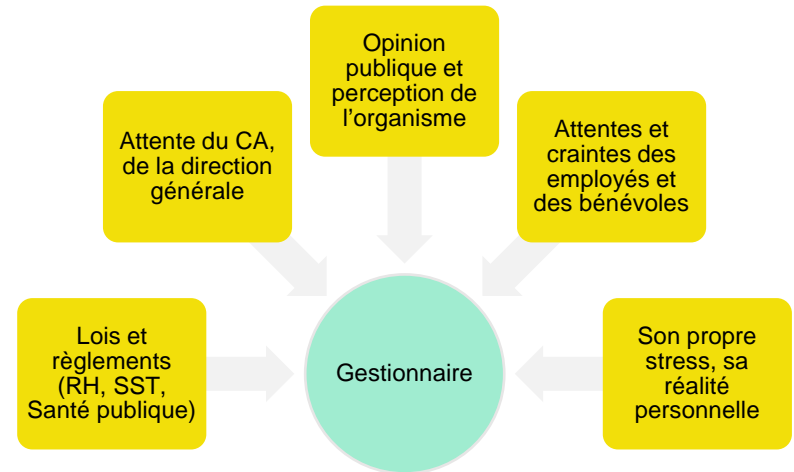 Opinion
publique et
perception de
l'organisme
Attente du CA,
de la direction
générale
Attentes et
craintes des
employés et
des bénévoles
Lois et
règlements
(RH, SST,
Santé publique)
Gestionnaire
Son propre
stress, sa
réalité
personnelle